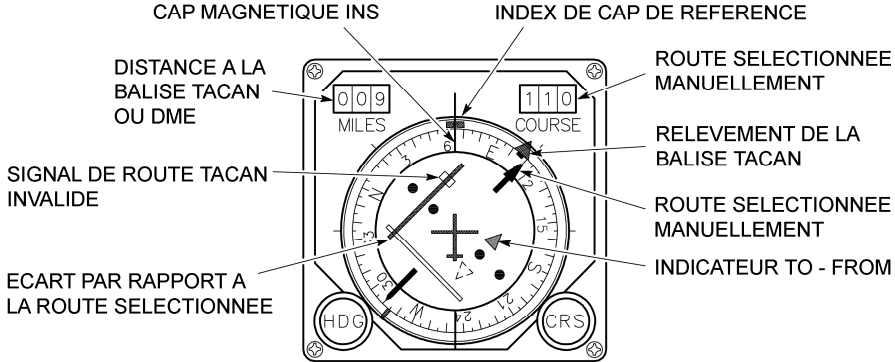 CAP MAGNETIQUE INS
INDEX DE CAP DE REFERENCE
DISTANCE A LA
BALISE TACAN
OU DME
ROUTE SELECTIONNEE
MANUELLEMENT
009
MILES
110
COURSE
RELEVEMENT DE LA
BALISE TACAN
SIGNAL DE ROUTE TACAN
INVALIDE
ROUTE SELECTIONNEE
MANUELLEMENT
INDICATEUR TO - FROM
ECART PAR RAPPORT A
LA ROUTE SELECTIONNEE
6
E
12
15
S
21
24
W
30
33
N
3
HDG
CRS